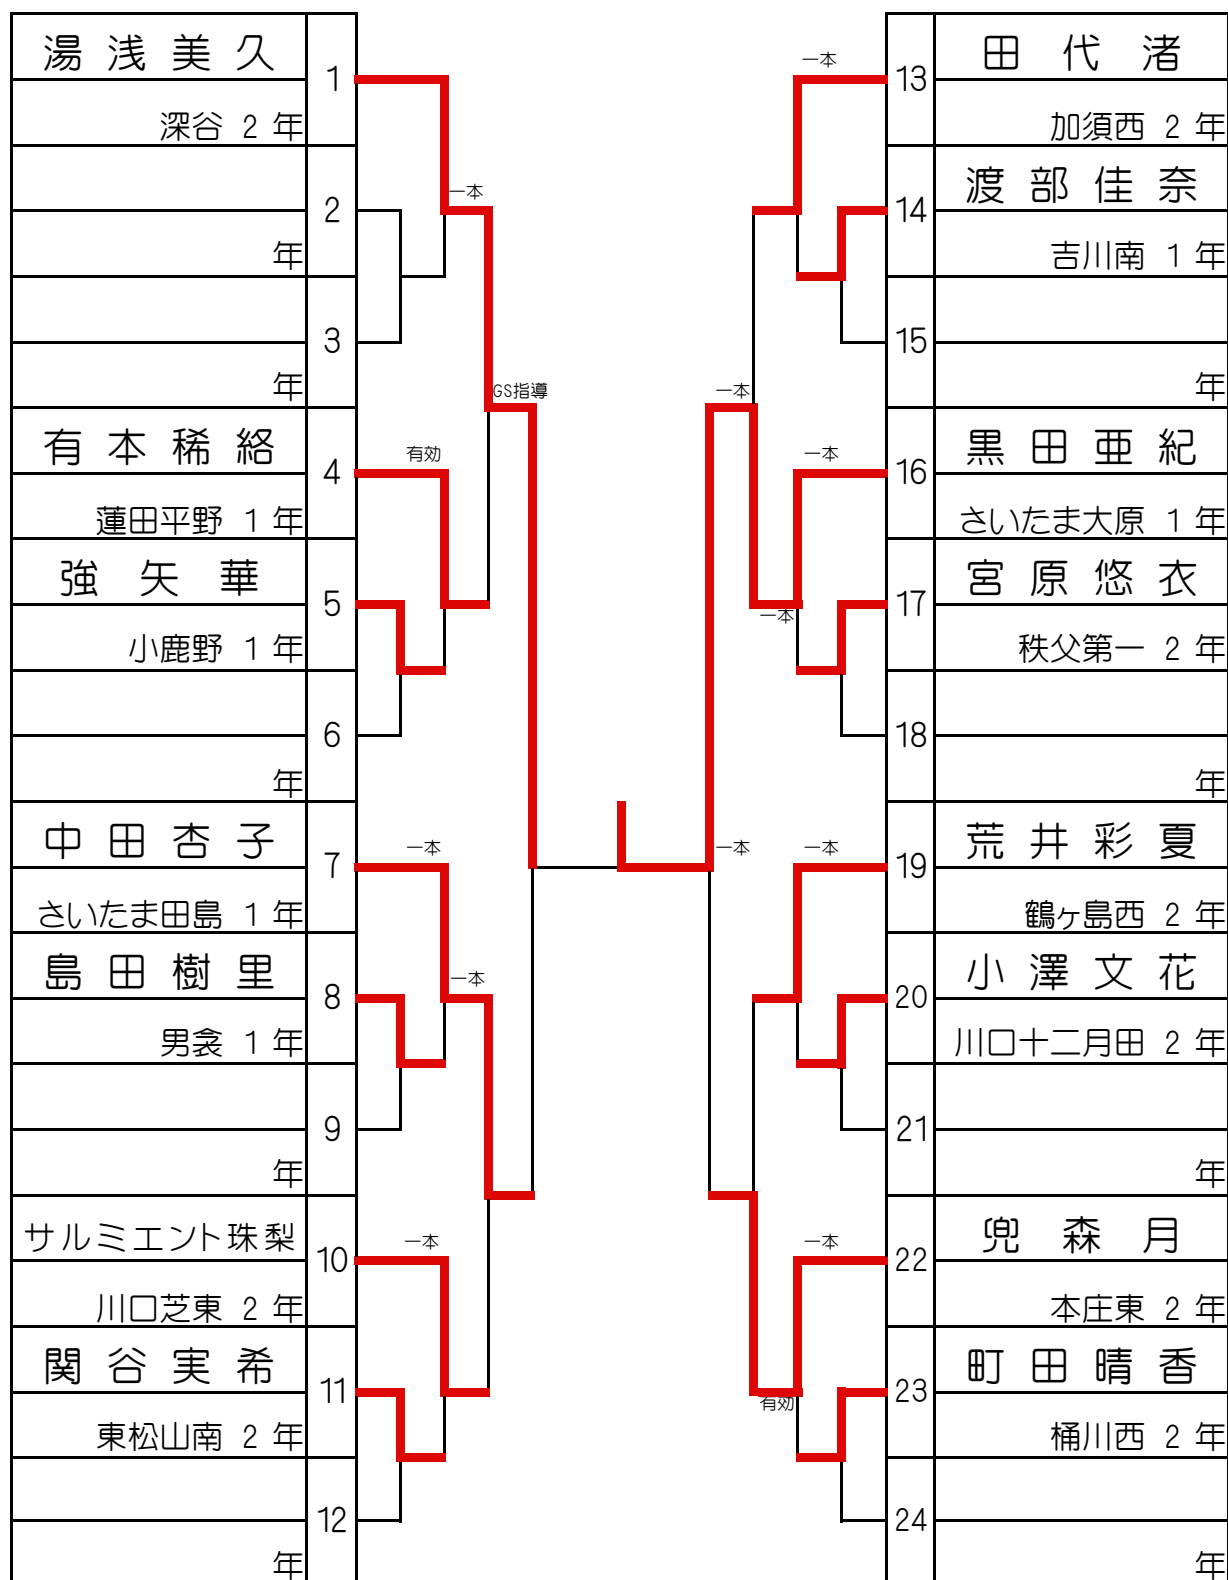 湯浅美久
1
深谷 2 年
2
年
3
年
有本稀絡
4
蓮田平野 1 年
強矢華
5
小鹿野 1 年
6
年
中田杏子
7
さいたま田島 1 年
島田樹里
8
男衾 1 年
9
年
サルミエント珠梨
10
川口芝東 2 年
関谷実希
11
東松山南 2 年
12
年
一本
GS指導
有効
一本
一本
一本
一本
一本
一本
一本
一本
一本
一本
有効
田代渚
13
加須西 2 年
渡部佳奈
14
吉川南 1 年
15
年
黒田亜紀
16
さいたま大原 1 年
宮原悠衣
17
秩父第一 2 年
18
年
荒井彩夏
19
鶴ヶ島西 2 年
小澤文花
20
川口十二月田 2 年
21
年
兜森月
22
本庄東 2 年
町田晴香
23
桶川西 2 年
24
年